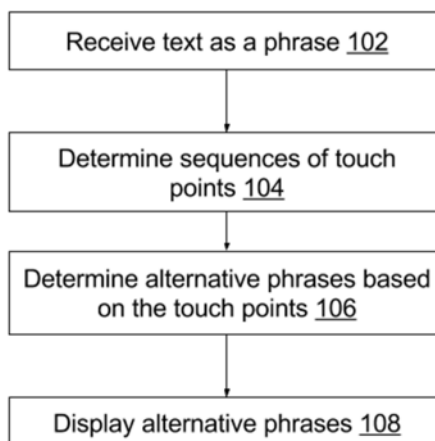 Receive text as a phrase 102
Determine sequences of touch
points 104
Determine alternative phrases based
on the touch points 106
Display alternative phrases 108